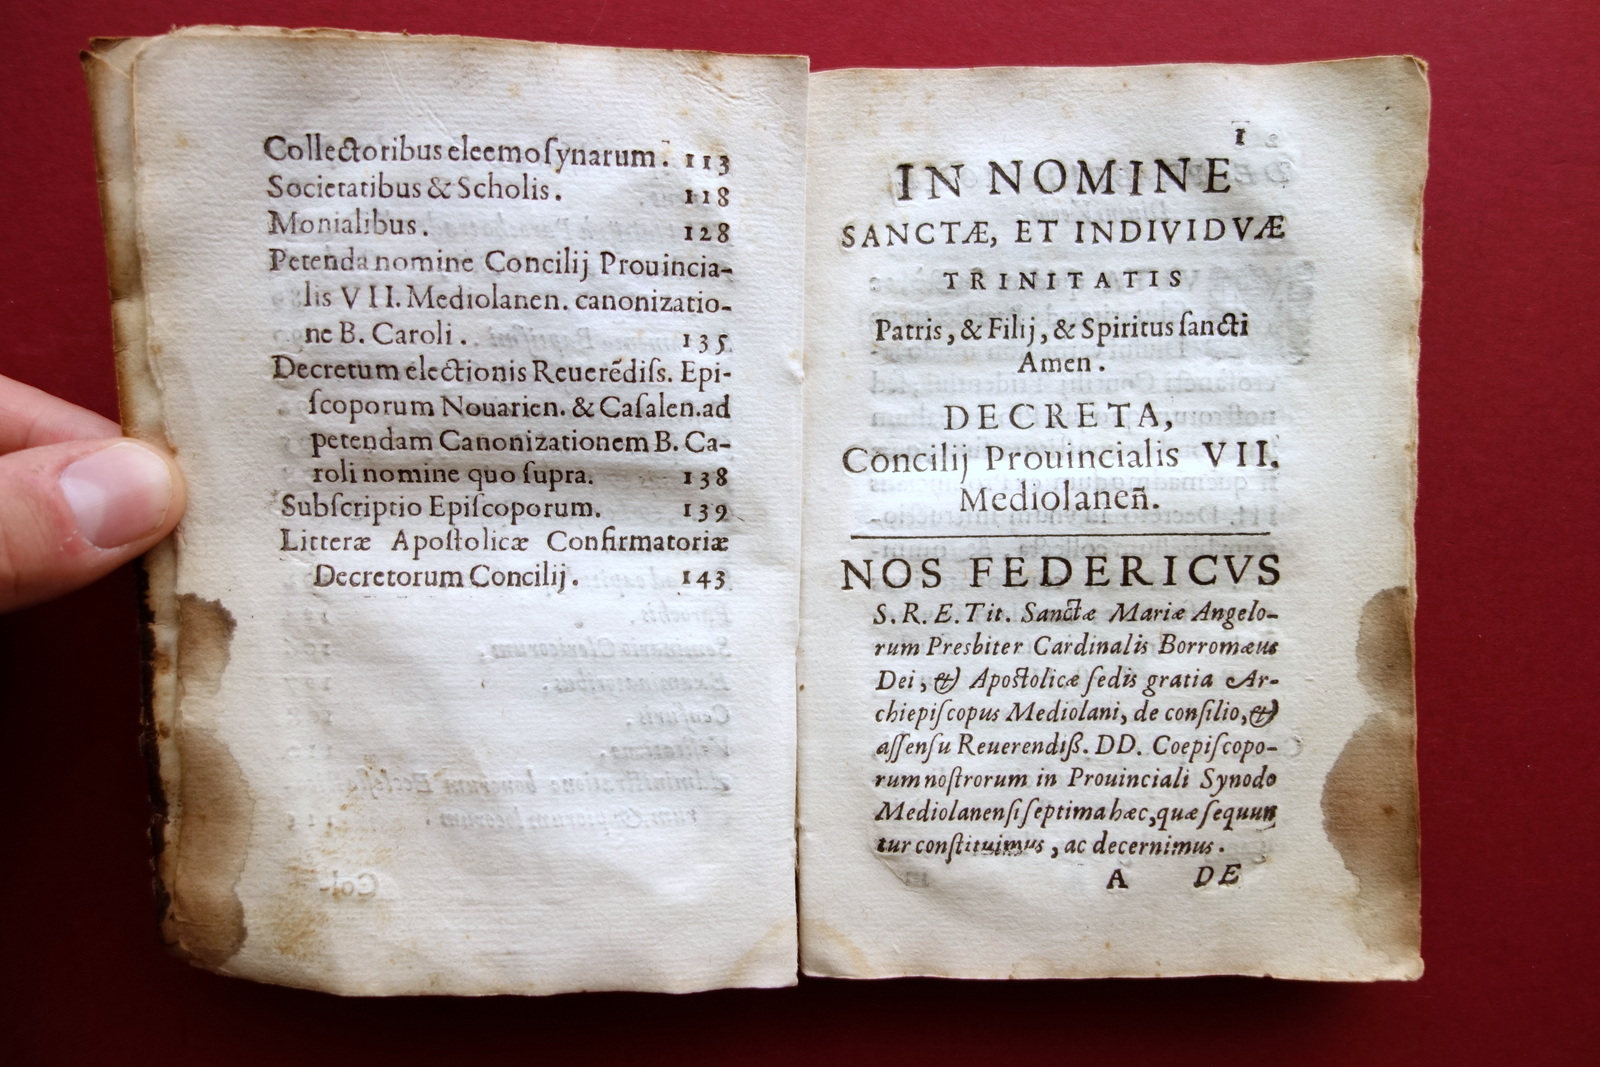 Collectoribus eleemoſynarum. 113
Societatibus & Scholis. 118
Monialibus. 128
Petenda nomine Concilij Prouincia-
lis VII. Mediolanen. canonizatio-
ne B. Caroli. 135
Decretum electionis Reuerẽdiſs. Epi-
ſcoporum Nouarien. & Caſalen. ad
petendam Canonizationem B. Ca-
roli nomine quo ſupra. 138
Subſcriptio Epiſcoporum. 139
Litteræ Apoſtolicæ Confirmatoriæ
Decretorum Concilij. 143
1
IN NOMINE
SANCTÆ, ET INDIVIDVÆ
TRINITATIS
Patris, & Filij, & Spiritus ſancti
Amen.
DECRETA,
Concilij Prouincialis VII.
Mediolaneñ.
NOS FEDERICVS
S. R. E. Tit. Sanctæ Mariæ Angelo-
rum Presbiter Cardinalis Borromæus
Dei, & Apoſtolicæ ſedis gratia Ar-
chiepiſcopus Mediolani, de conſilio, &
aſſenſu Reuerendiß. DD. Coepiſcopo-
rum noſtrorum in Prouinciali Synodo
Mediolanenſi ſeptima hæc, quæ ſequun
tur conſtituimus, ac decernimus.
A DE